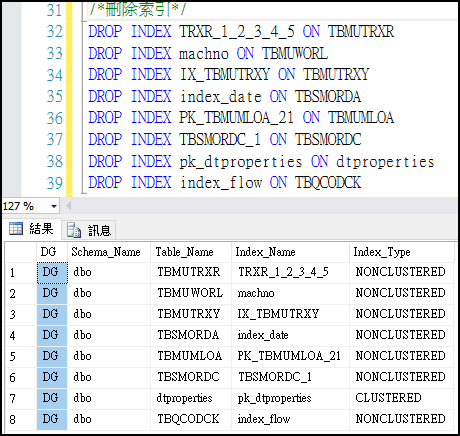 31 /*刪除索引*/
32 DROP INDEX TRXR_1_2_3_4_5 ON TBMUTRXR
33 DROP INDEX machno ON TBMUWORL
34 DROP INDEX IX_TBMUTRXY ON TBMUTRXY
35 DROP INDEX index_date ON TBSMORDA
36 DROP INDEX PK_TBMUMLOA_21 ON TBMUMLOA
37 DROP INDEX TBSMORDC_1 ON TBSMORDC
38 DROP INDEX pk_dtproperties ON dtproperties
39 DROP INDEX index_flow ON TBQCODCK
127 %
結果 訊息
DG Schema_Name Table_Name Index_Name Index_Type
1 DG dbo TBMUTRXR TRXR_1_2_3_4_5 NONCLUSTERED
2 DG dbo TBMUWORL machno NONCLUSTERED
3 DG dbo TBMUTRXY IX_TBMUTRXY NONCLUSTERED
4 DG dbo TBSMORDA index_date NONCLUSTERED
5 DG dbo TBMUMLOA PK_TBMUMLOA_21 NONCLUSTERED
6 DG dbo TBSMORDC TBSMORDC_1 NONCLUSTERED
7 DG dbo dtproperties pk_dtproperties CLUSTERED
8 DG dbo TBQCODCK index_flow NONCLUSTERED